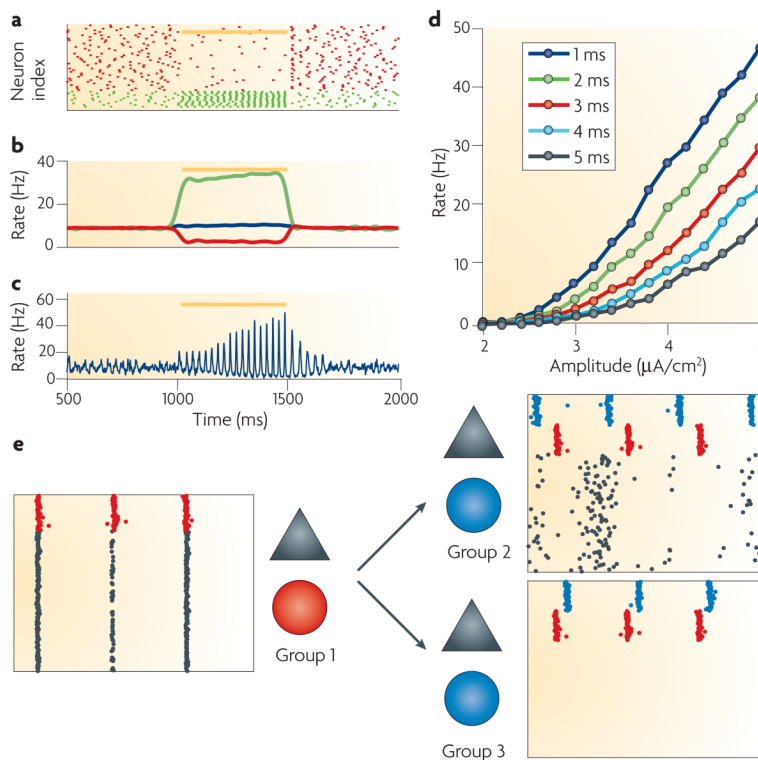 a
Neuron
index
b
40
20
0
Rate (Hz)
c
60
40
20
0
Rate (Hz)
500
1000
1500
2000
Time (ms)
d
50
40
30
20
10
0
Rate (Hz)
1 ms
2 ms
3 ms
4 ms
5 ms
2
3
4
Amplitude (μA/cm²)
e
Group 1
Group 2
Group 3